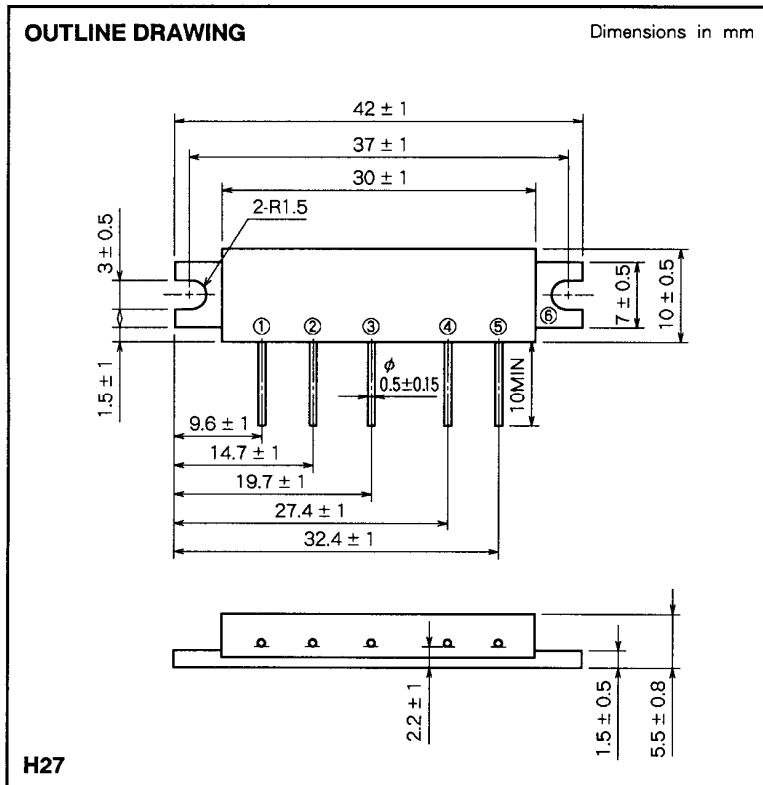 OUTLINE DRAWING
Dimensions in mm
42 ± 1
37 ± 1
30 ± 1
2-R1.5
3 ± 0.5
① ② ③ ④ ⑤ ⑥
7 ± 0.5
10 ± 0.5
1.5 ± 1
φ
0.5±0.15
10MIN
9.6 ± 1
14.7 ± 1
19.7 ± 1
27.4 ± 1
32.4 ± 1
2.2 ± 1
1.5 ± 0.5
5.5 ± 0.8
H27